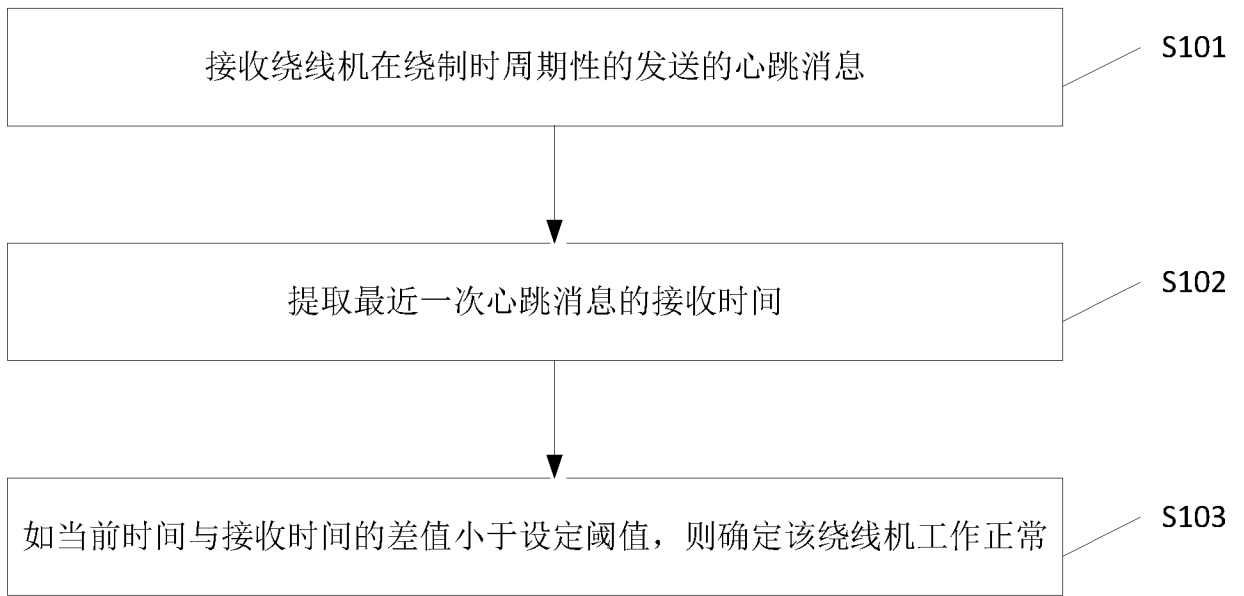 接收绕线机在绕制时周期性的发送的心跳消息
S101
提取最近一次心跳消息的接收时间
S102
如当前时间与接收时间的差值小于设定阈值，则确定该绕线机工作正常
S103